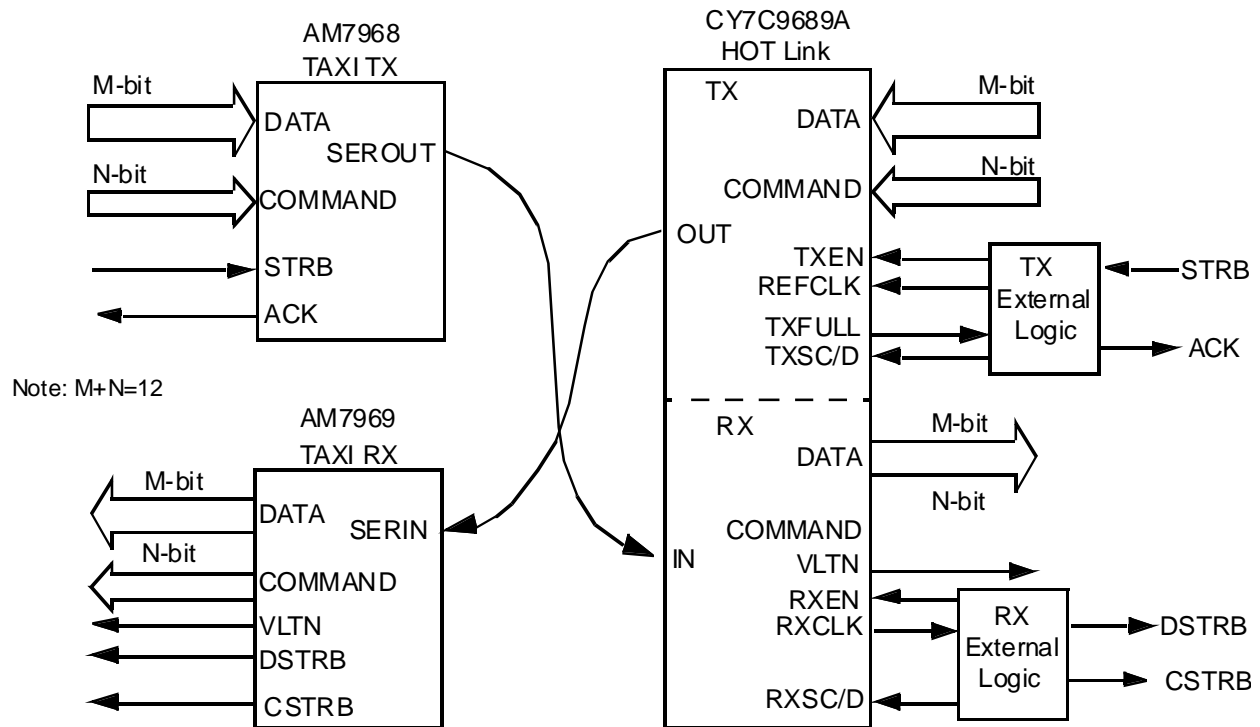 AM7968
TAXI TX
M-bit
DATA
SEROUT
N-bit
COMMAND
STRB
ACK
Note: M+N=12
AM7969
TAXI RX
M-bit
DATA
SERIN
N-bit
COMMAND
VLTN
DSTRB
CSTRB
CY7C9689A
HOT Link
TX
M-bit
DATA
N-bit
COMMAND
OUT
TXEN
REFCLK
TXFULL
TXSC/D
TX
External
Logic
STRB
ACK
RX
M-bit
DATA
N-bit
COMMAND
IN
VLTN
RXEN
RXCLK
RXSC/D
RX
External
Logic
DSTRB
CSTRB